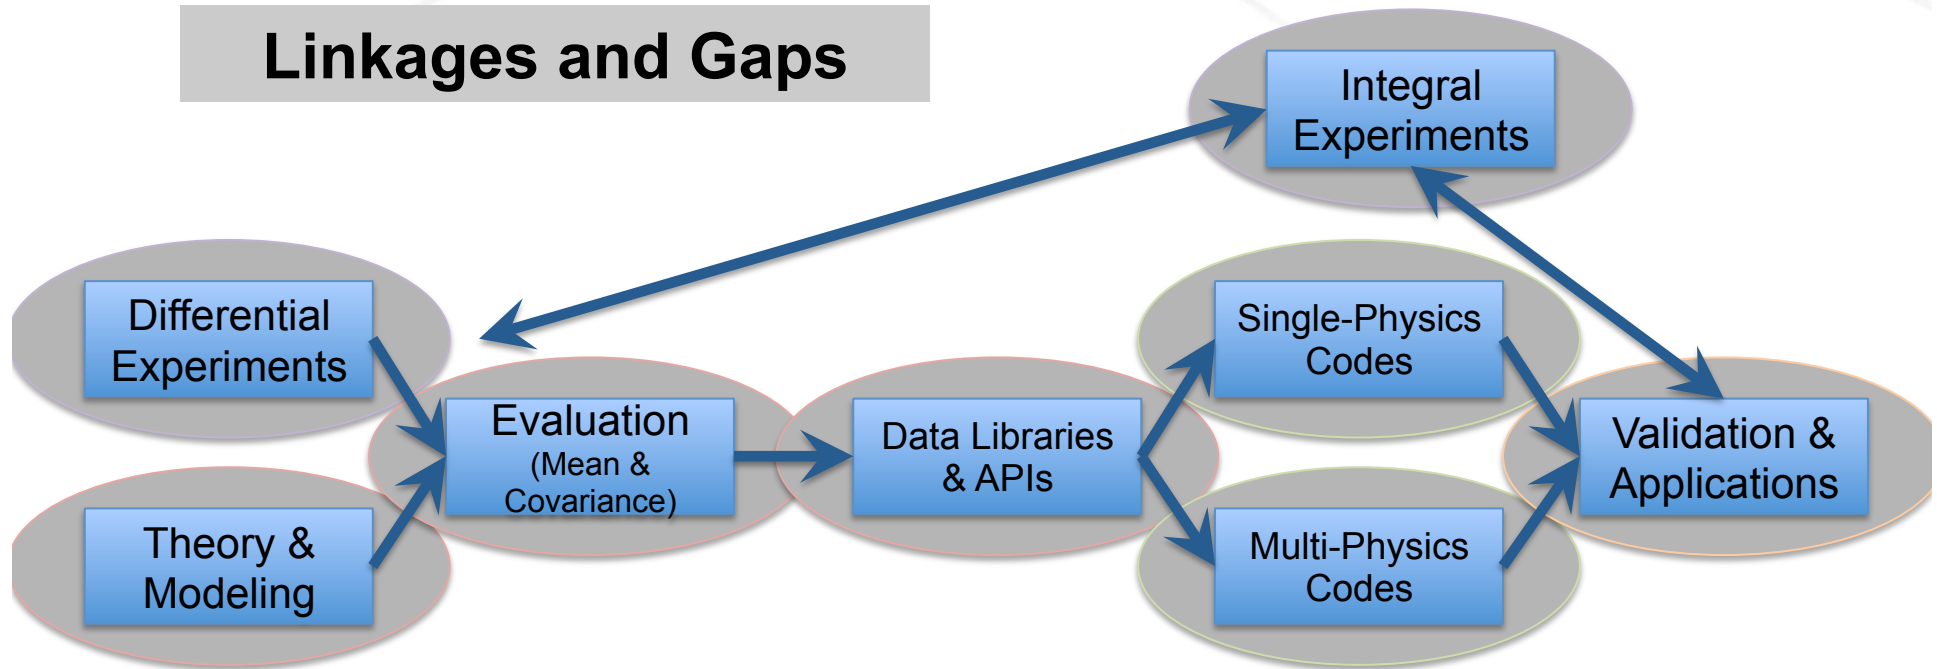 Linkages and Gaps
Integral
Experiments
Differential
Experiments
Single-Physics
Codes
Evaluation
(Mean &
Covariance)
Data Libraries
& APIs
Validation &
Applications
Theory &
Modeling
Multi-Physics
Codes